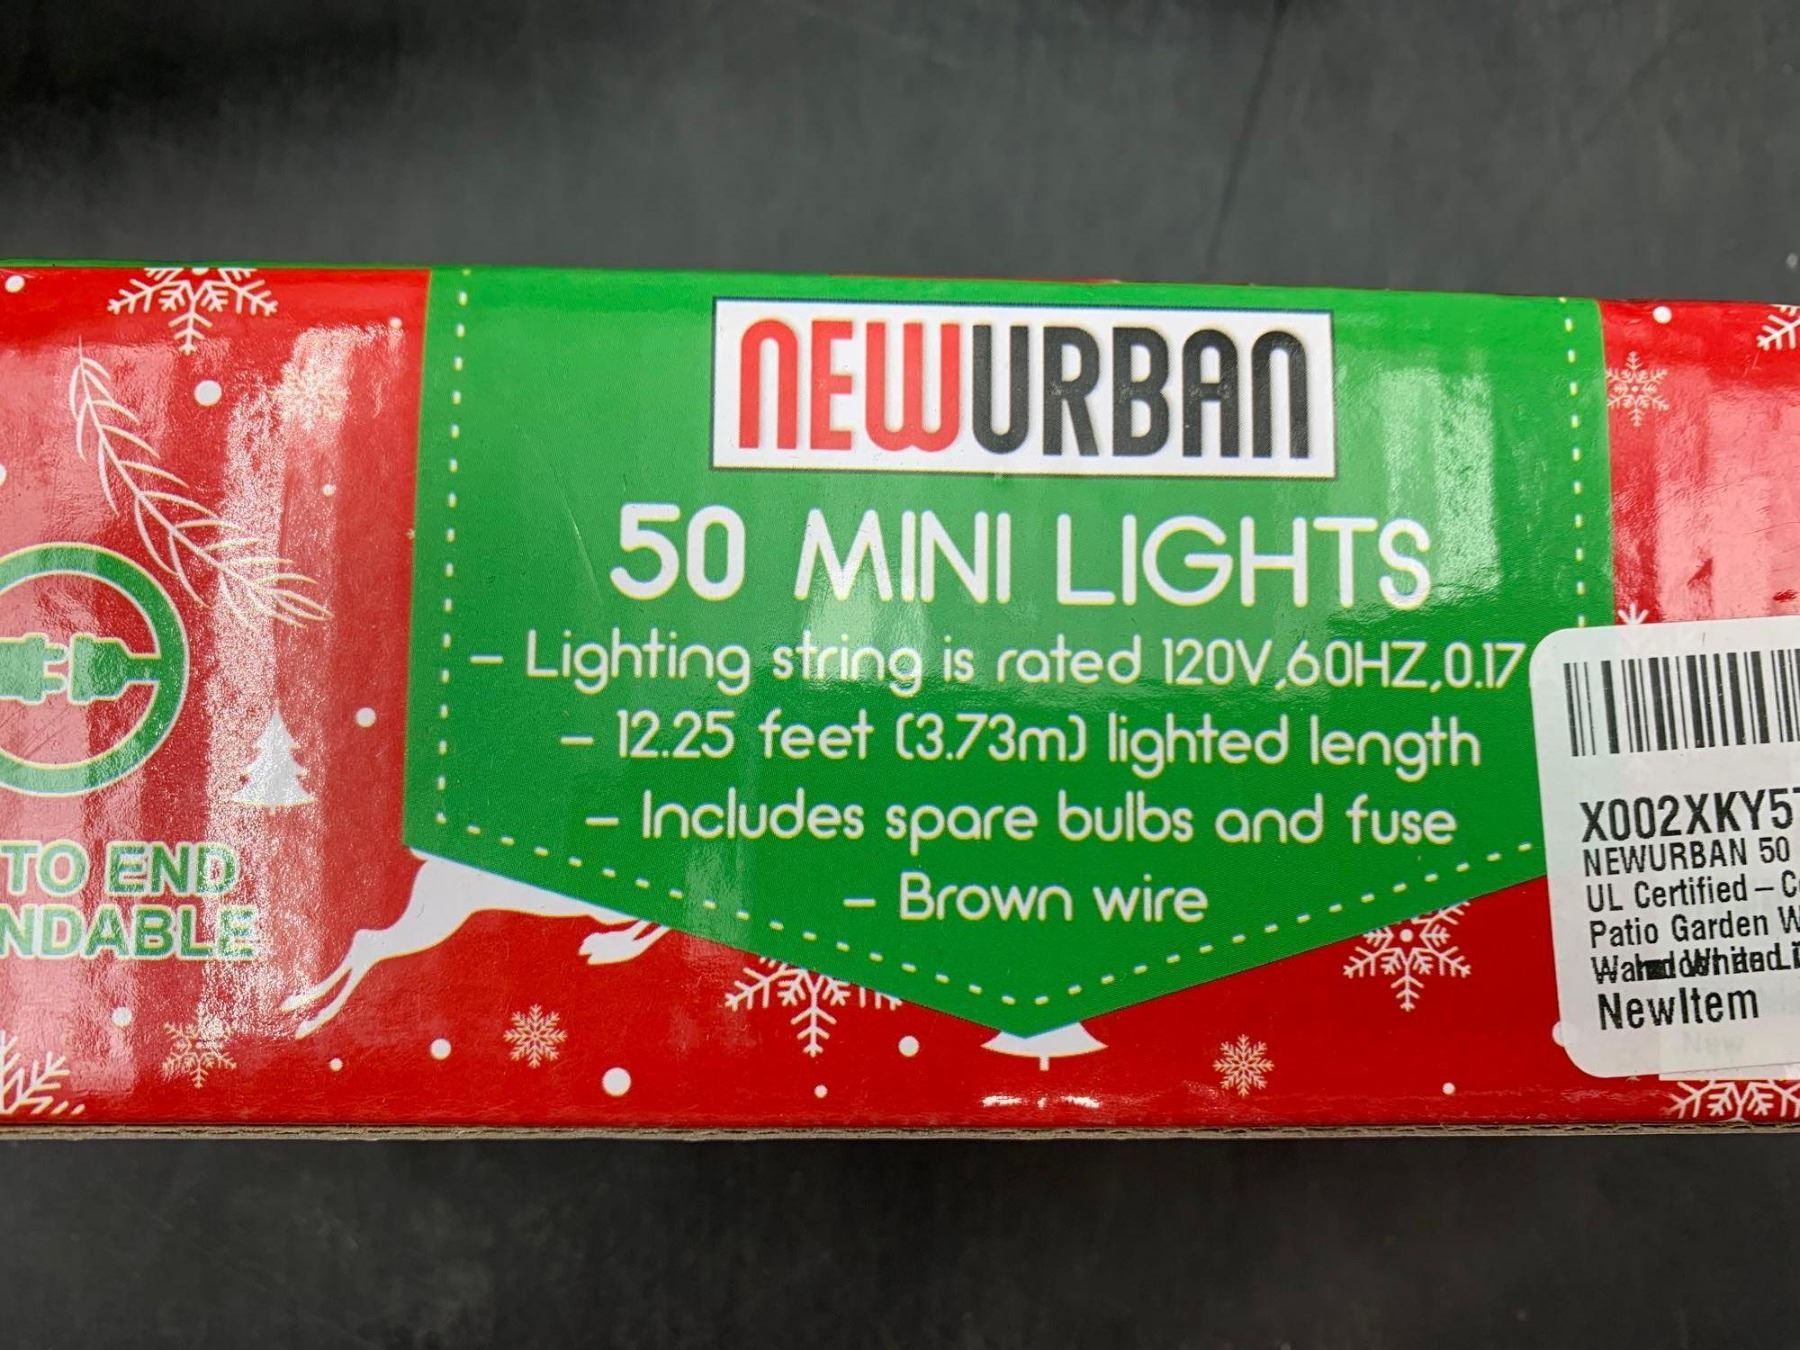 NEWURBAN
50 MINI LIGHTS
– Lighting string is rated 120V,60HZ,0.17
– 12.25 feet (3.73m) lighted length
– Includes spare bulbs and fuse
– Brown wire
TO END
NDABLE
X002XKY5
NEWURBAN 50
UL Certified – C
Patio Garden W
NewItem